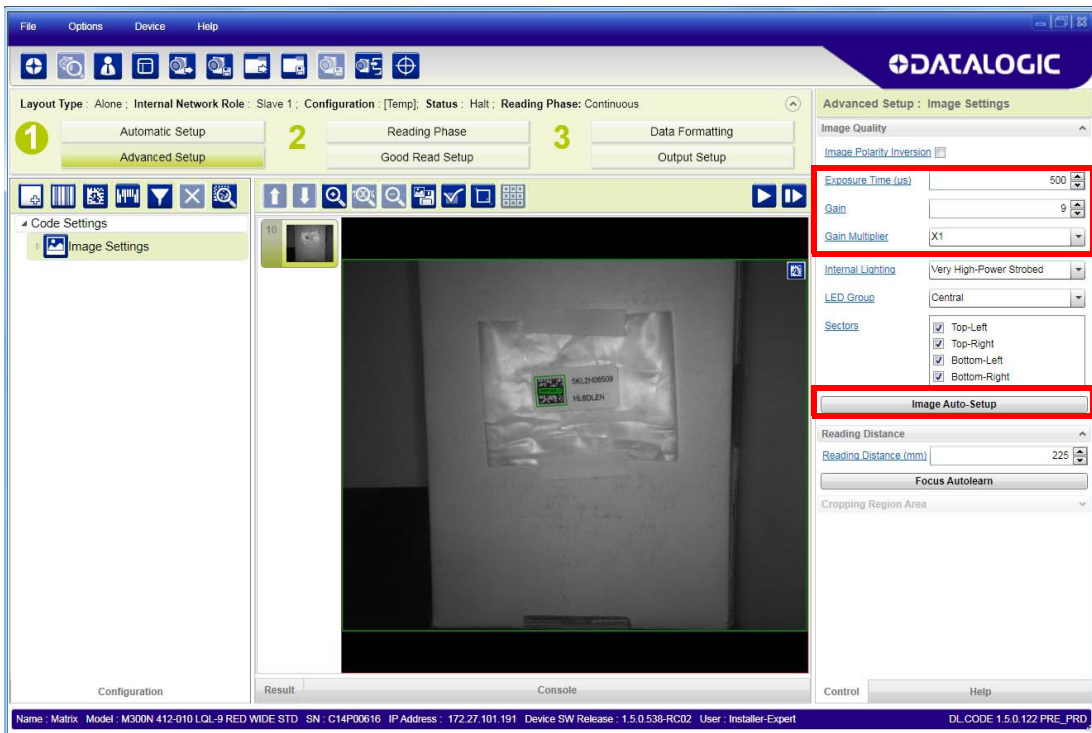 File Options Device Help
DATALOGIC
Layout Type : Alone ; Internal Network Role : Slave 1 ; Configuration : [Temp]; Status : Halt ; Reading Phase: Continuous
1 Automatic Setup 2 Reading Phase 3 Data Formatting
Advanced Setup Good Read Setup Output Setup
Code Settings
Image Settings
10
5KL2H06509
HL8DLZN
Configuration
Result Console
Advanced Setup : Image Settings
Image Quality
Image Polarity Inversion
Exposure Time (µs) 500
Gain 9
Gain Multiplier X1
Internal Lighting Very High-Power Strobed
LED Group Central
Sectors Top-Left
Top-Right
Bottom-Left
Bottom-Right
Image Auto-Setup
Reading Distance
Reading Distance (mm) 225
Focus Autolearn
Cropping Region Area
Control Help
Name : Matrix Model : M300N 412-010 LQL-9 RED WIDE STD SN : C14P00616 IP Address : 172.27.101.191 Device SW Release : 1.5.0.538-RC02 User : Installer-Expert DL.CODE 1.5.0.122 PRE_PRD